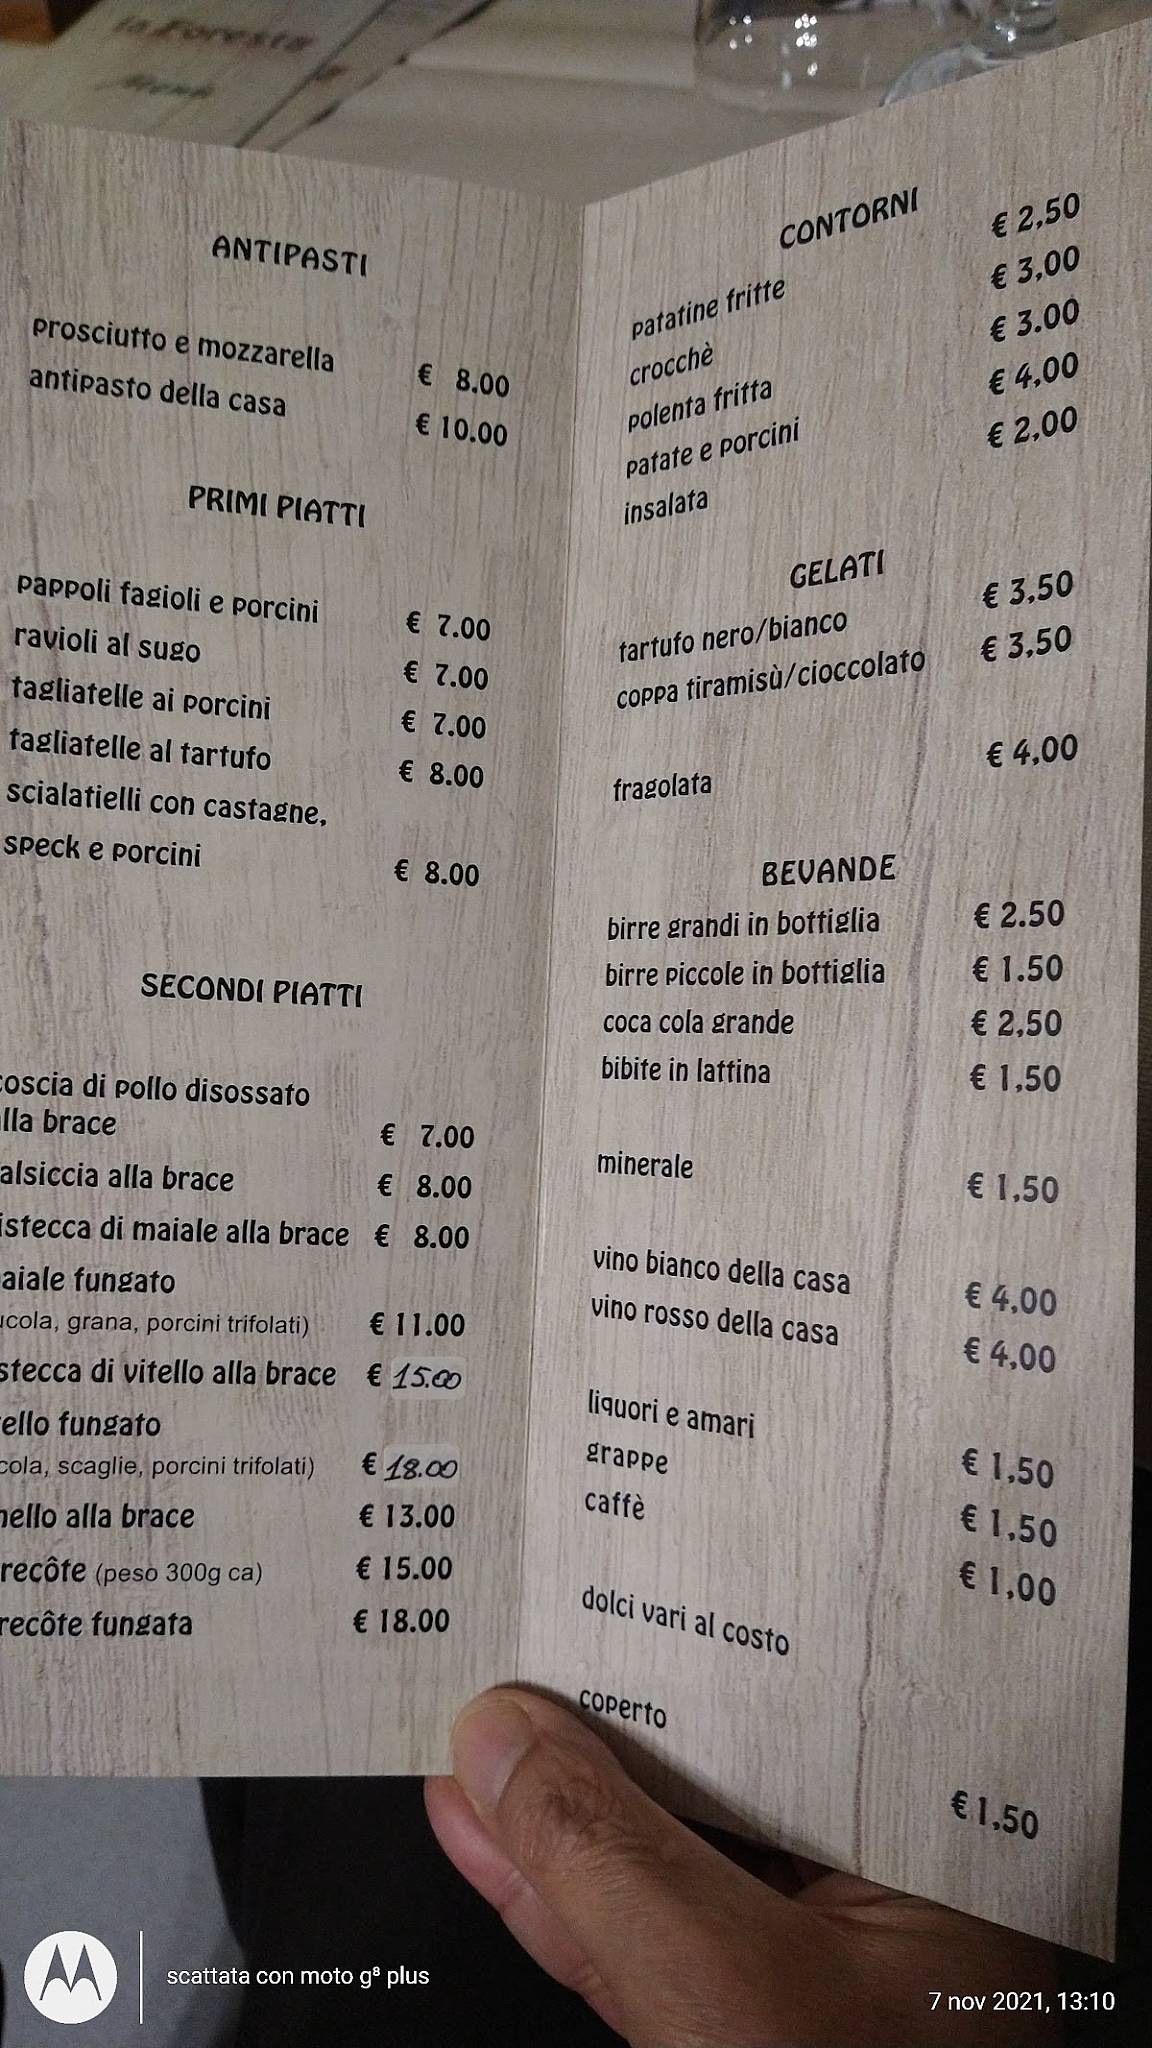 la Foresta
Menù
ANTIPASTI
prosciutto e mozzarella € 8.00
antipasto della casa € 10.00
PRIMI PIATTI
pappoli fagioli e porcini € 7.00
ravioli al sugo € 7.00
tagliatelle ai porcini € 7.00
tagliatelle al tartufo € 8.00
scialatielli con castagne,
speck e porcini € 8.00
SECONDI PIATTI
coscia di pollo disossato
alla brace € 7.00
alsiccia alla brace € 8.00
istecca di maiale alla brace € 8.00
aiale fungato
ucola, grana, porcini trifolati) € 11.00
stecca di vitello alla brace € 15.00
ello fungato
cola, scaglie, porcini trifolati) € 18.00
nello alla brace € 13.00
recôte (peso 300g ca) € 15.00
recôte fungata € 18.00
CONTORNI
patatine fritte € 2,50
crocchè € 3,00
polenta fritta € 3.00
patate e porcini € 4,00
insalata € 2,00
GELATI
tartufo nero/bianco € 3,50
coppa tiramisù/cioccolato € 3,50
fragolata € 4,00
BEVANDE
birre grandi in bottiglia € 2.50
birre piccole in bottiglia € 1.50
coca cola grande € 2,50
bibite in lattina € 1,50
minerale € 1,50
vino bianco della casa € 4,00
vino rosso della casa € 4,00
liquori e amari € 1,50
grappe € 1,50
caffè € 1,00
dolci vari al costo
coperto € 1,50
scattata con moto g⁸ plus
7 nov 2021, 13:10